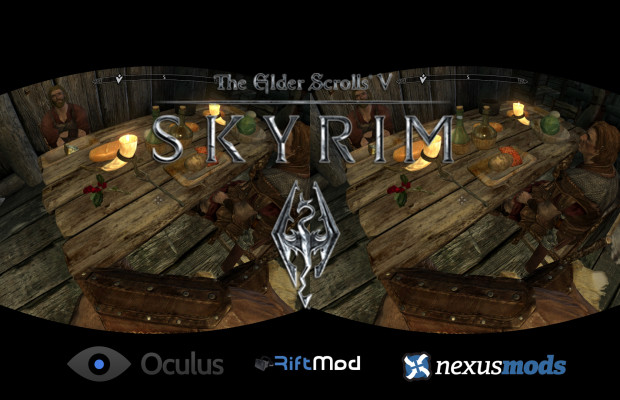 The Elder Scrolls V
SKYRIM
Oculus
RiftMod
nexusmods